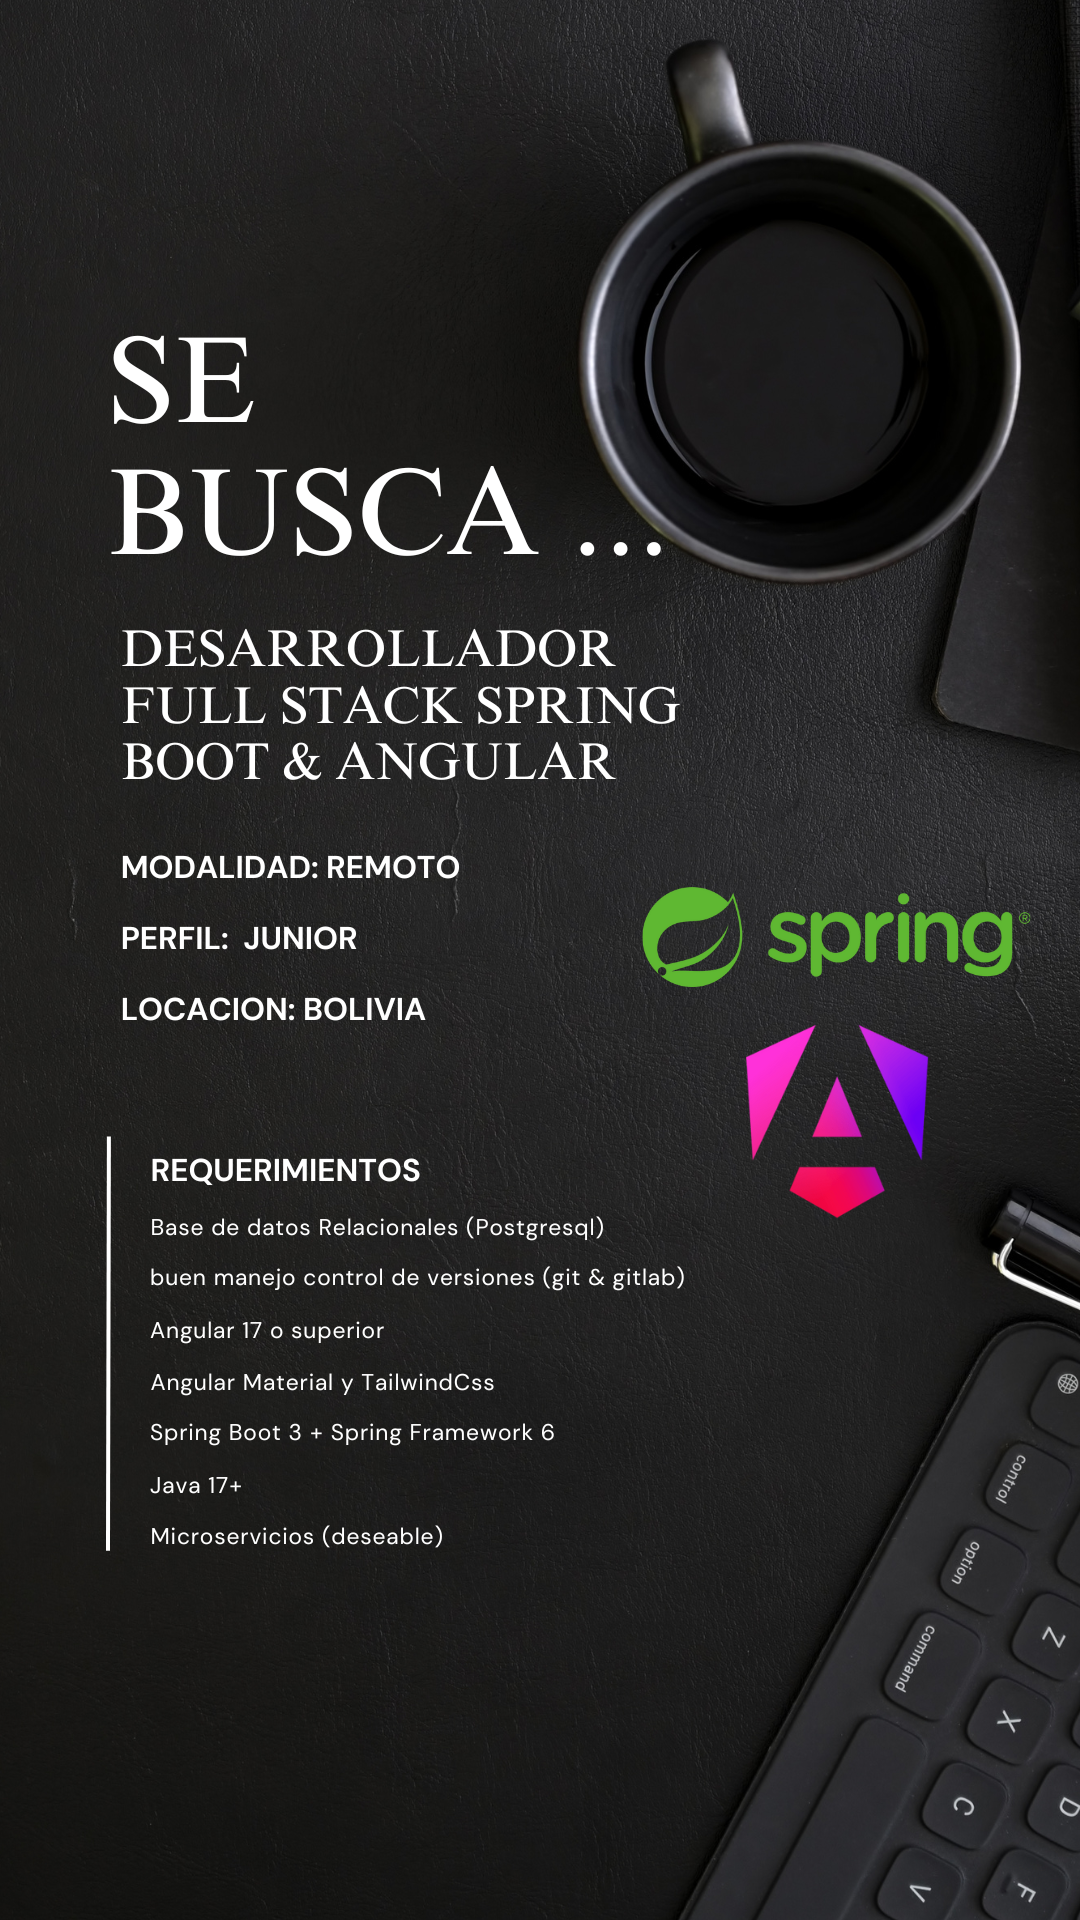 SE
BUSCA ...
DESARROLLADOR
FULL STACK SPRING
BOOT & ANGULAR
MODALIDAD: REMOTO
PERFIL: JUNIOR
LOCACION: BOLIVIA
spring®
REQUERIMIENTOS
Base de datos Relacionales (Postgresql)
buen manejo control de versiones (git & gitlab)
Angular 17 o superior
Angular Material y TailwindCss
Spring Boot 3 + Spring Framework 6
Java 17+
Microservicios (deseable)
control
option
command
Z
X
C
D
V
F